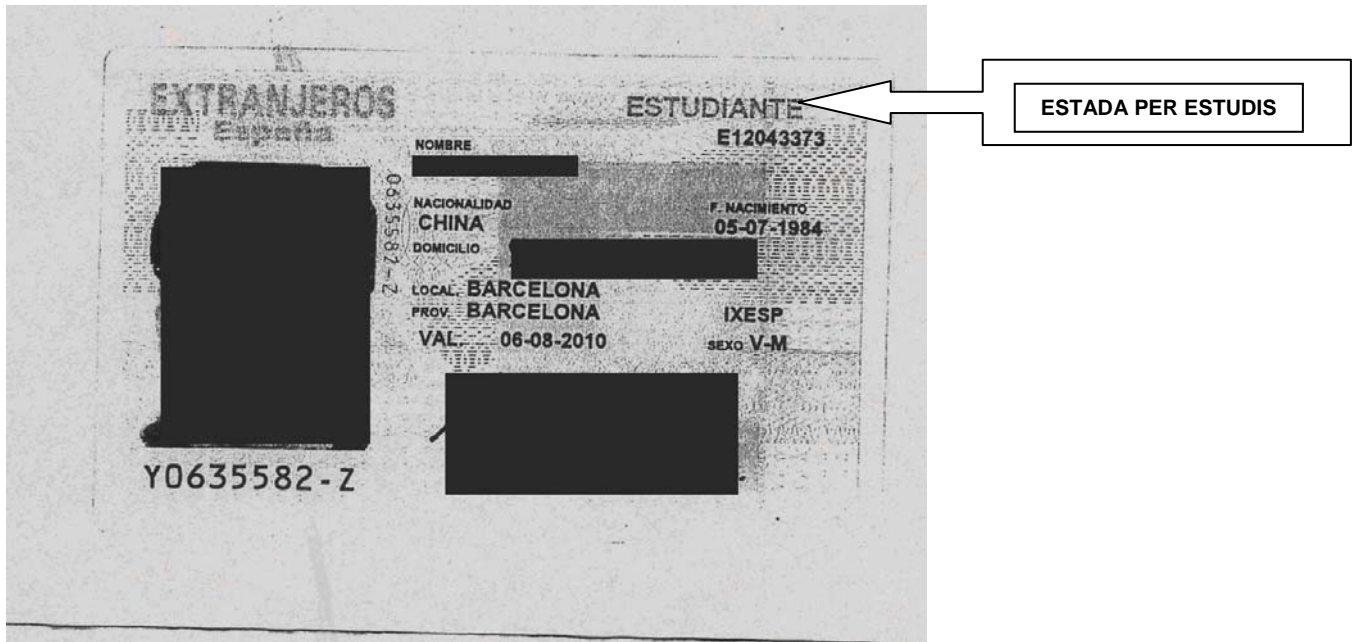 EXTRANJEROS
España
ESTUDIANTE
E12043373
NOMBRE
0635582-Z
NACIONALIDAD
CHINA
F. NACIMIENTO
05-07-1984
DOMICILIO
LOCAL. BARCELONA
PROV. BARCELONA
IXESP
VAL. 06-08-2010
SEXO V-M
Y0635582-Z
ESTADA PER ESTUDIS